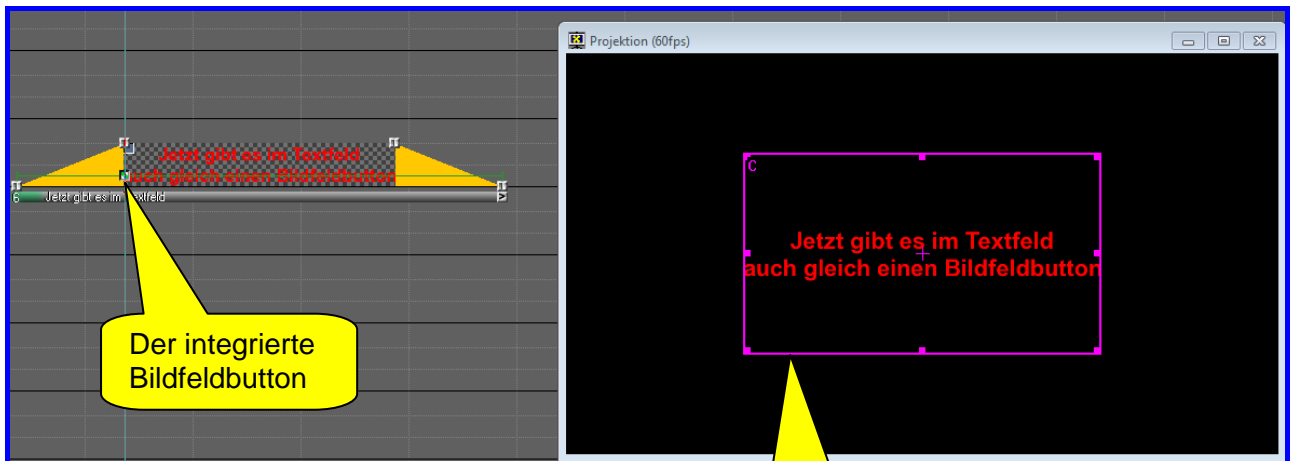 Projektion (60fps)
Jetzt gibt es im Textfeld
auch gleich einen Bildfeldbutton
6 Jetzt gibt es im Textfeld
C
Jetzt gibt es im Textfeld
auch gleich einen Bildfeldbutton
Der integrierte
Bildfeldbutton